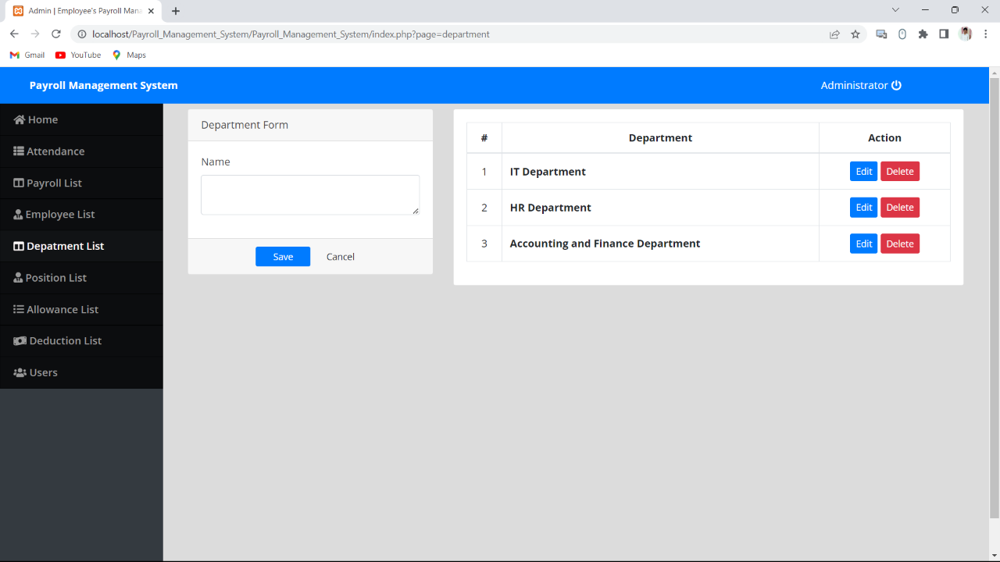 Admin | Employee's Payroll Mana
localhost/Payroll_Management_System/Payroll_Management_System/index.php?page=department
Gmail YouTube Maps
Payroll Management System Administrator
Home
Attendance
Payroll List
Employee List
Depatment List
Position List
Allowance List
Deduction List
Users
Department Form
Name
Save Cancel
# Department Action
1 IT Department Edit Delete
2 HR Department Edit Delete
3 Accounting and Finance Department Edit Delete